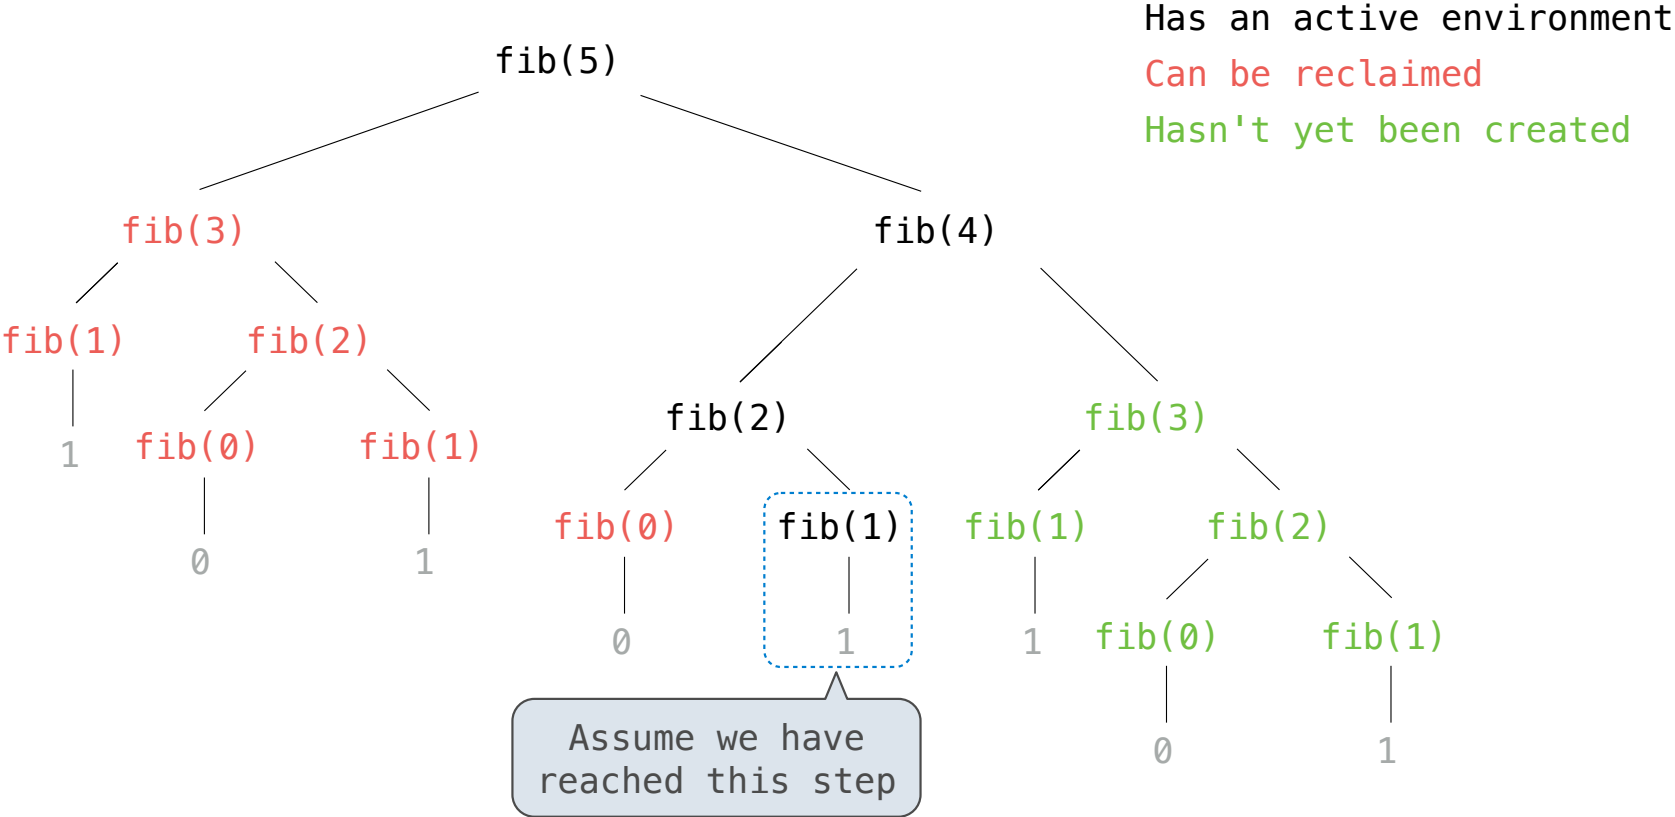 Has an active environment
fib(5)
Can be reclaimed
Hasn't yet been created
fib(3)
fib(4)
fib(1)
fib(2)
fib(2)
fib(3)
1
fib(0)
fib(1)
fib(0)
fib(1)
fib(1)
fib(2)
0
1
0
1
1
fib(0)
fib(1)
Assume we have
reached this step
0
1